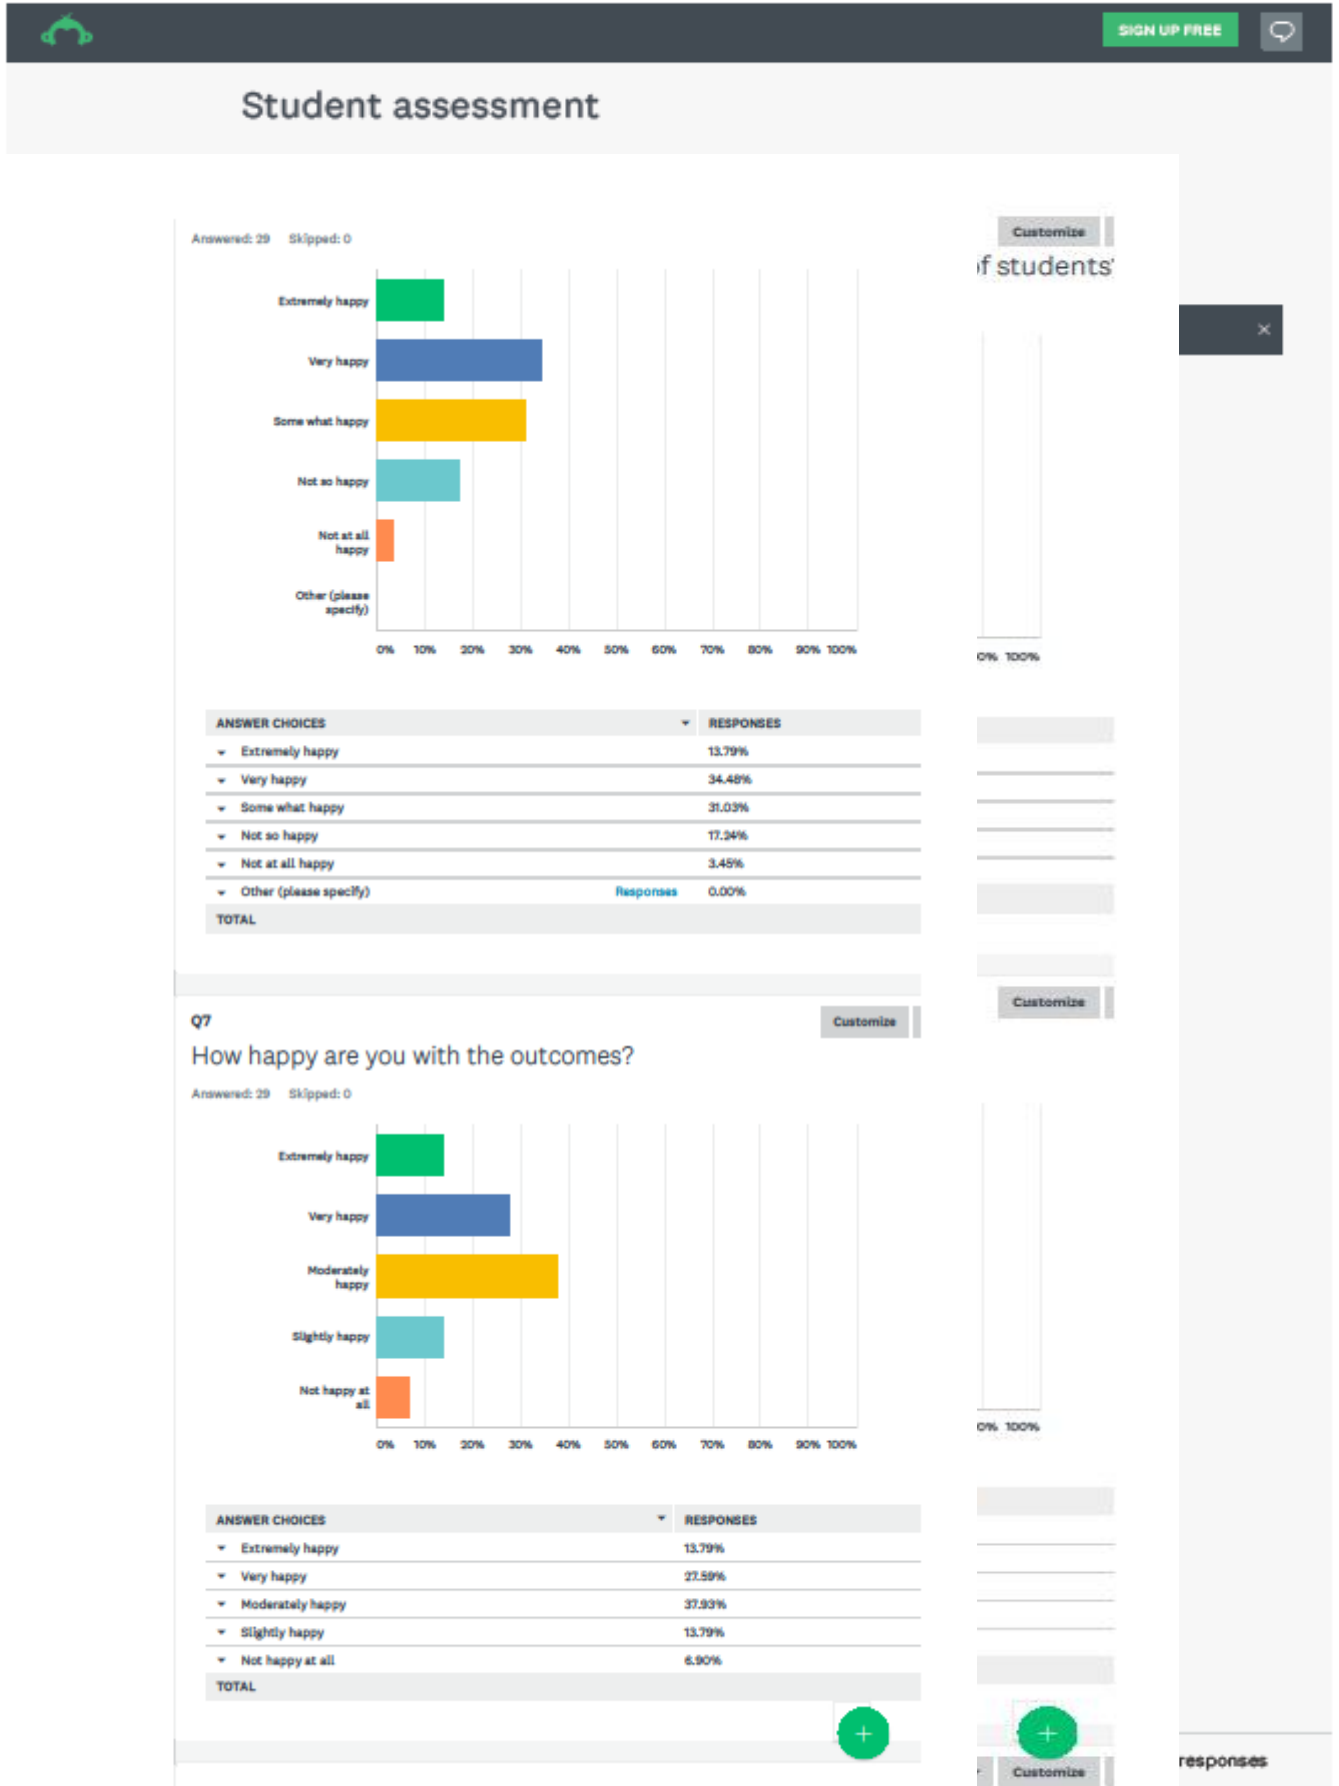 SIGN UP FREE
Student assessment
Answered: 29 Skipped: 0
Customize
of students?
Extremely happy
Very happy
Some what happy
Not so happy
Not at all
happy
Other (please
specify)
0% 10% 20% 30% 40% 50% 60% 70% 80% 90% 100%
0% 100%
ANSWER CHOICES RESPONSES
Extremely happy 13.79%
Very happy 34.48%
Some what happy 31.03%
Not so happy 17.24%
Not at all happy 3.45%
Other (please specify) Responses 0.00%
TOTAL
Customize
Q7
Customize
How happy are you with the outcomes?
Answered: 29 Skipped: 0
Extremely happy
Very happy
Moderately
happy
Slightly happy
Not happy at
all
0% 10% 20% 30% 40% 50% 60% 70% 80% 90% 100%
0% 100%
ANSWER CHOICES RESPONSES
Extremely happy 13.79%
Very happy 27.59%
Moderately happy 37.93%
Slightly happy 13.79%
Not happy at all 6.90%
TOTAL
responses
Customize